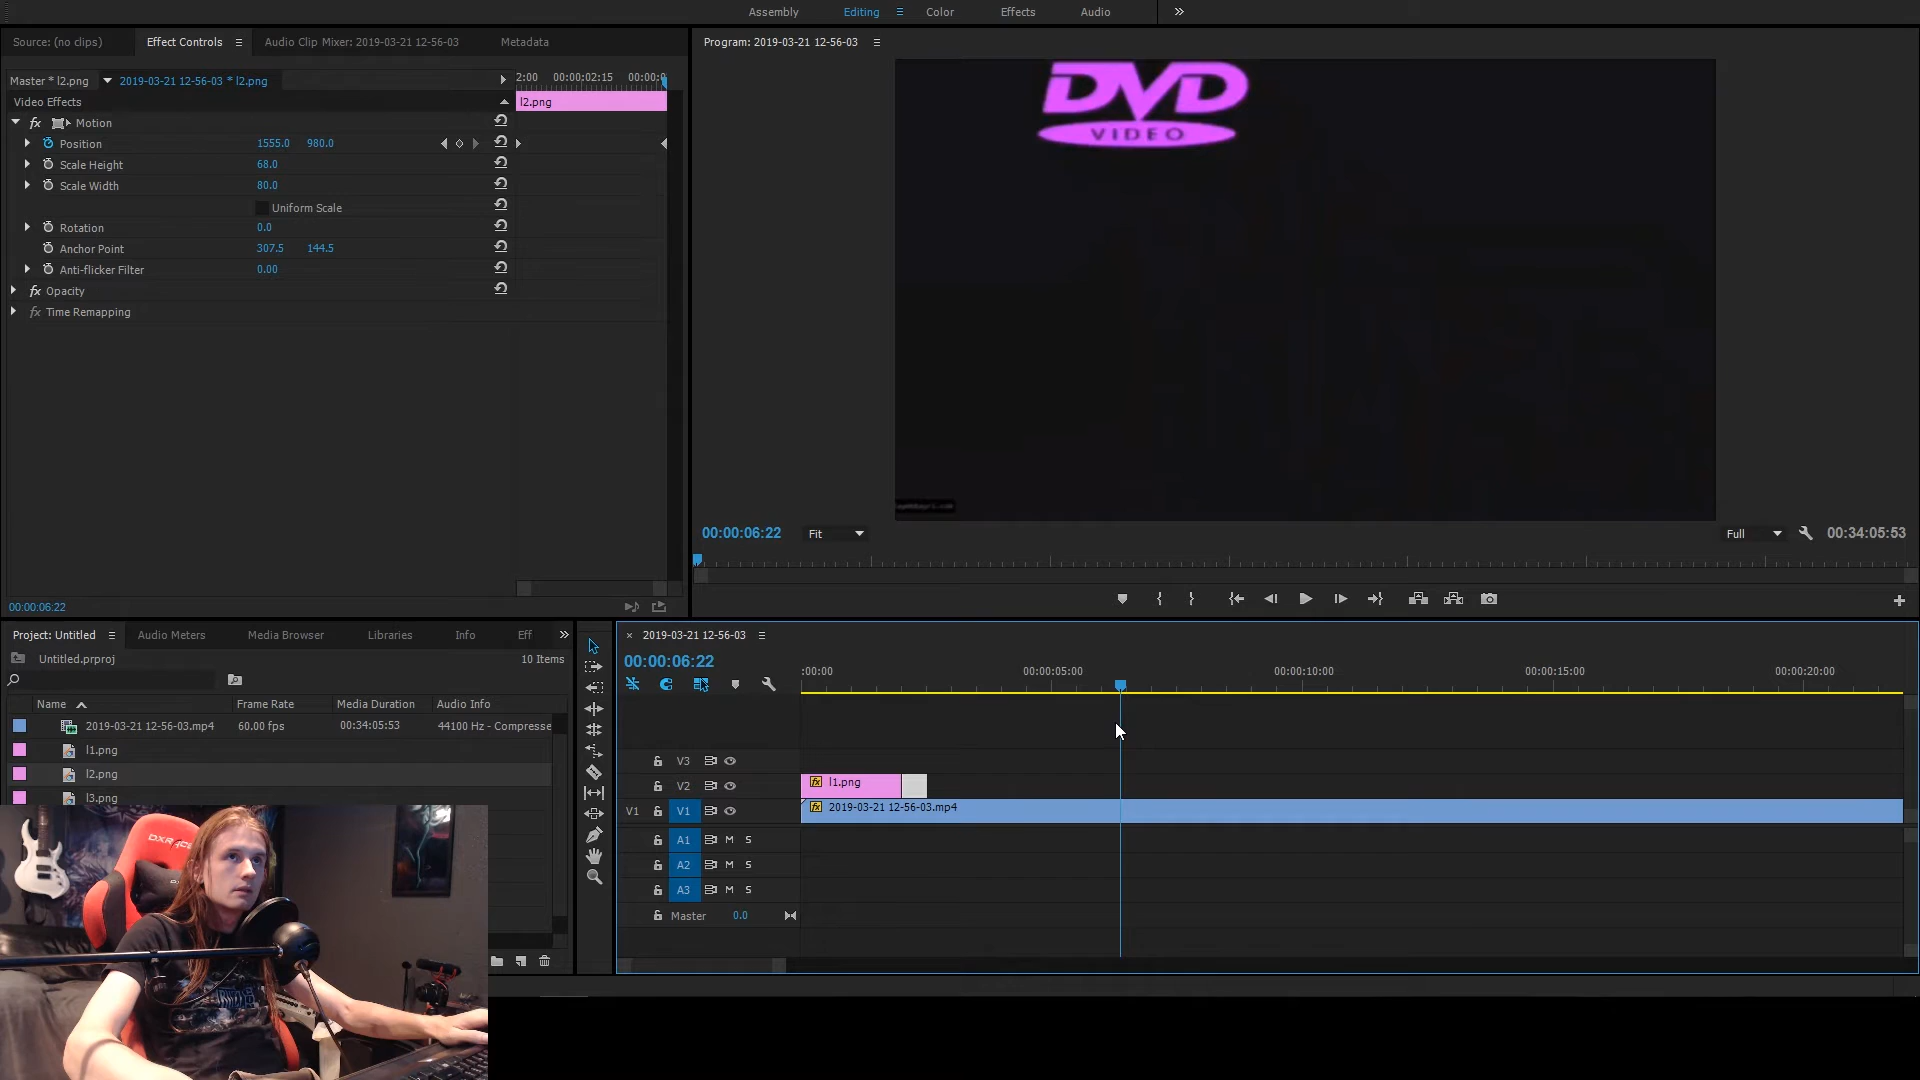 Assembly
Editing
Color
Effects
Audio
Source: (no clips)
Effect Controls
Audio Clip Mixer: 2019-03-21 12-56-03
Metadata
Program: 2019-03-21 12-56-03
Master * l2.png
2019-03-21 12-56-03 * l2.png
2:00
00:00:02:15
00:00:0
Video Effects
l2.png
fx Motion
Position 1555.0 980.0
Scale Height 68.0
Scale Width 80.0
Uniform Scale
Rotation 0.0
Anchor Point 307.5 144.5
Anti-flicker Filter 0.00
fx Opacity
fx Time Remapping
DVD
VIDEO
00:00:06:22
Fit
Full
00:34:05:53
00:00:06:22
Project: Untitled
Audio Meters
Media Browser
Libraries
Info
Eff
Untitled.prproj
10 Items
Name
Frame Rate
Media Duration
Audio Info
2019-03-21 12-56-03.mp4 60.00 fps 00:34:05:53 44100 Hz - Compresse
l1.png
l2.png
l3.png
2019-03-21 12-56-03
00:00:06:22
:00:00
00:00:05:00
00:00:10:00
00:00:15:00
00:00:20:00
V3
V2
fx l1.png
V1 V1
fx 2019-03-21 12-56-03.mp4
A1 M S
A2 M S
A3 M S
Master 0.0
DXRACER